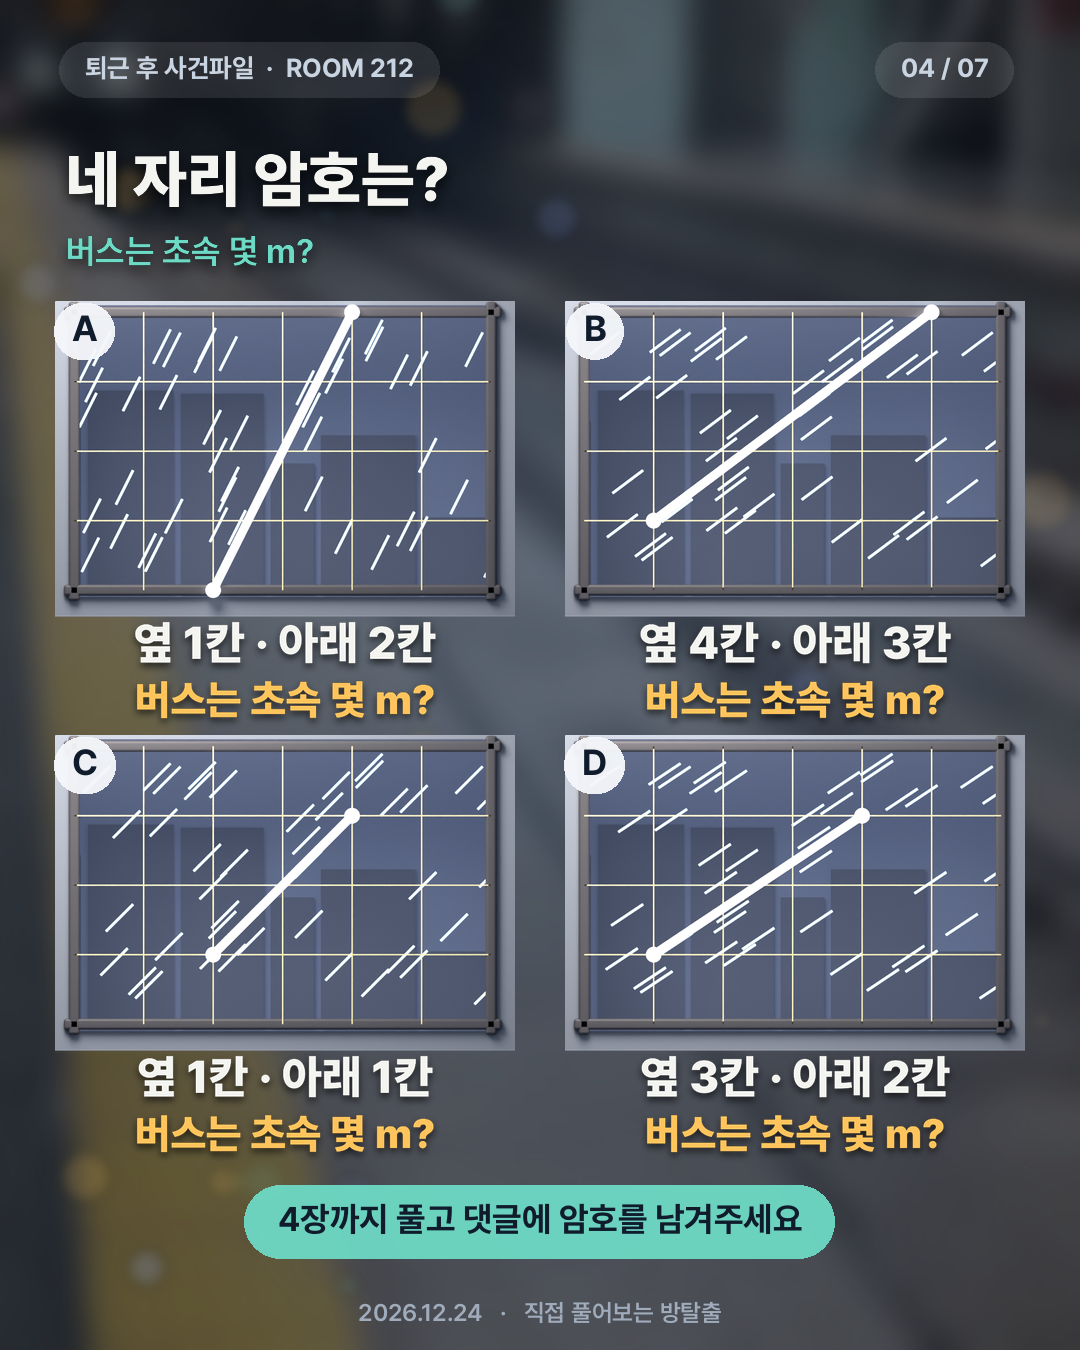 퇴근 후 사건파일 · ROOM 212
04 / 07
네 자리 암호는?
버스는 초속 몇 m?
A
B
옆 1칸 · 아래 2칸
버스는 초속 몇 m?
옆 4칸 · 아래 3칸
버스는 초속 몇 m?
C
D
옆 1칸 · 아래 1칸
버스는 초속 몇 m?
옆 3칸 · 아래 2칸
버스는 초속 몇 m?
4장까지 풀고 댓글에 암호를 남겨주세요
2026.12.24 · 직접 풀어보는 방탈출